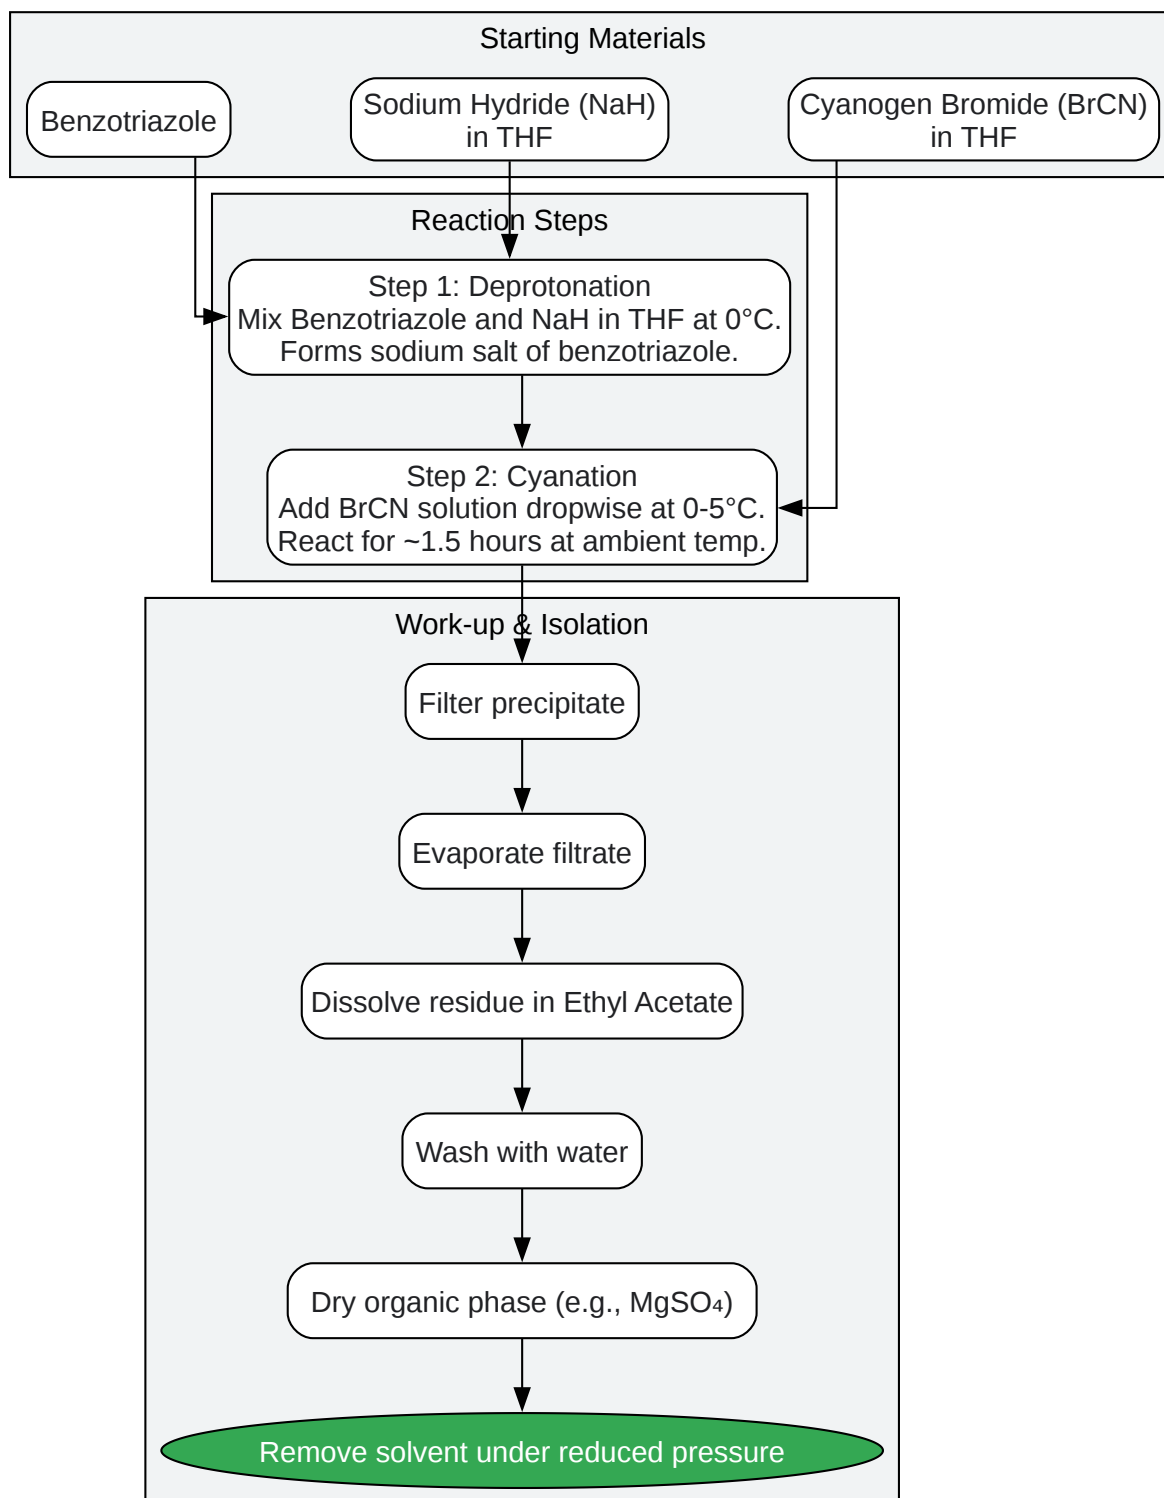 Starting Materials
Benzotriazole
Sodium Hydride (NaH)
in THF
Cyanogen Bromide (BrCN)
in THF
Reaction Steps
Step 1: Deprotonation
Mix Benzotriazole and NaH in THF at 0°C.
Forms sodium salt of benzotriazole.
Step 2: Cyanation
Add BrCN solution dropwise at 0-5°C.
React for ~1.5 hours at ambient temp.
Work-up & Isolation
Filter precipitate
Evaporate filtrate
Dissolve residue in Ethyl Acetate
Wash with water
Dry organic phase (e.g., MgSO₄)
Remove solvent under reduced pressure